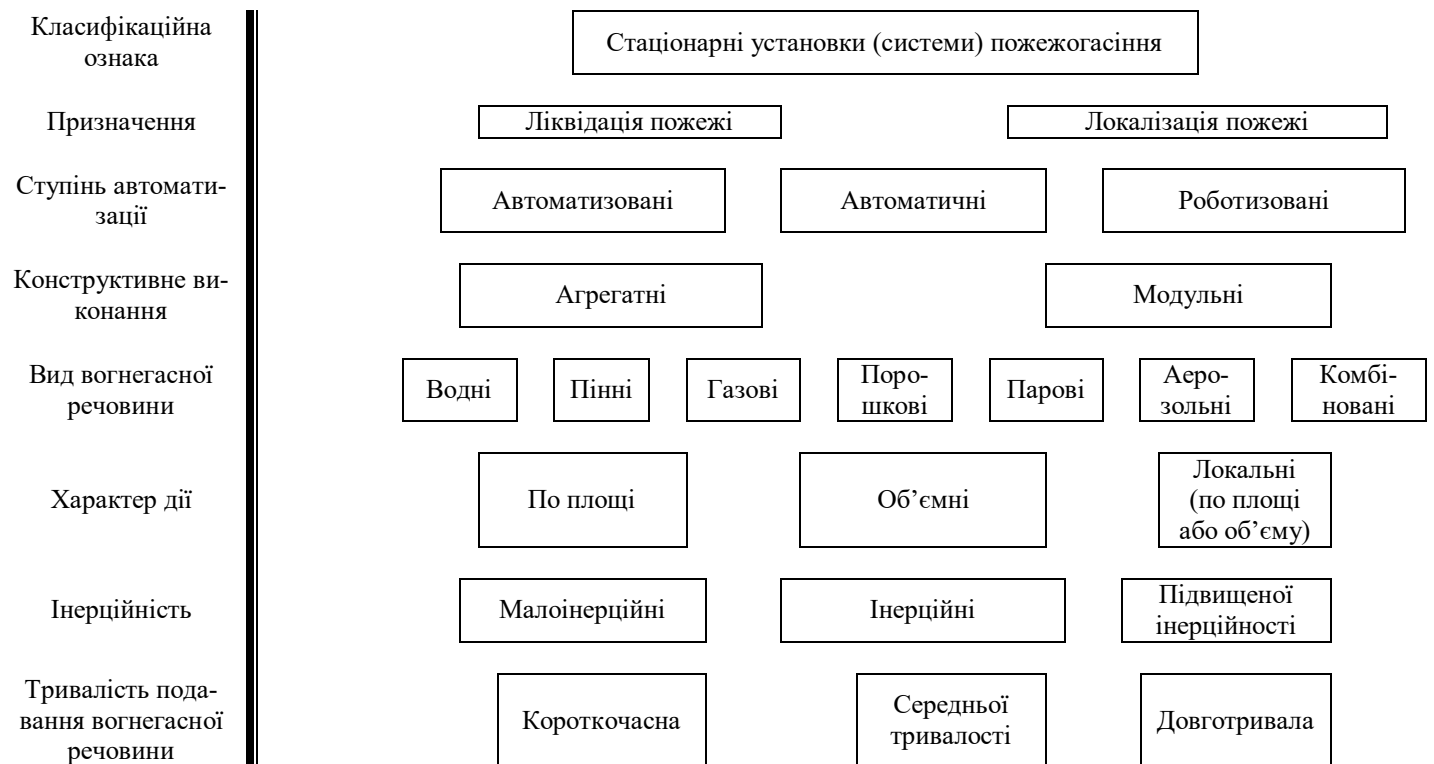 Класифікаційна
ознака
Стаціонарні установки (системи) пожежогасіння
Призначення
Ліквідація пожежі
Локалізація пожежі
Ступінь автомати-
зації
Автоматизовані
Автоматичні
Роботизовані
Конструктивне ви-
конання
Агрегатні
Модульні
Вид вогнегасної
речовини
Водні
Пінні
Газові
Поро-
шкові
Парові
Аеро-
зольні
Комбі-
новані
Характер дії
По площі
Об’ємні
Локальні
(по площі
або об’єму)
Інерційність
Малоінерційні
Інерційні
Підвищеної
інерційності
Тривалість пода-
вання вогнегасної
речовини
Короткочасна
Середньої
тривалості
Довготривала